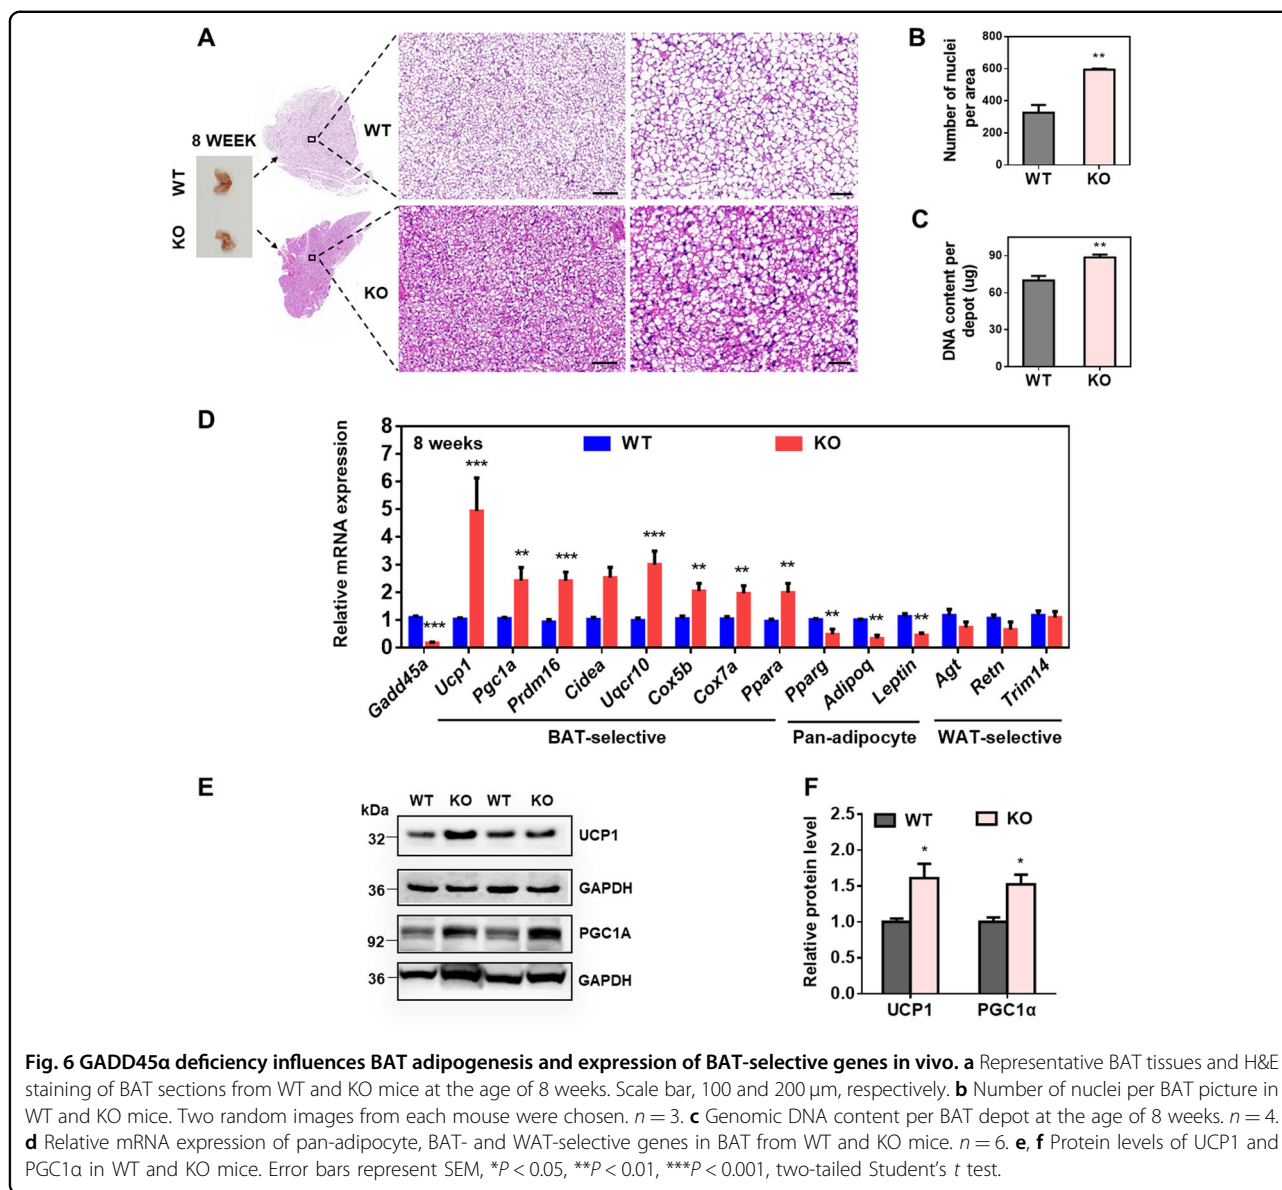 A
8 WEEK
WT
KO
WT
KO
B
Number of nuclei
per area
800
600
400
200
0
**
WT
KO
C
DNA content per
depot (ug)
90
60
30
0
**
WT
KO
D
Relative mRNA expression
8
7
6
5
4
3
2
1
0
8 weeks
WT
KO
***
***
**
***
***
**
**
**
**
**
**
Gadd45a
Ucp1
Pgc1a
Prdm16
Cidea
Uqcr10
Cox5b
Cox7a
Ppara
Pparg
Adipoq
Leptin
Agt
Retn
Trim14
BAT-selective
Pan-adipocyte
WAT-selective
E
kDa
WT KO WT KO
32
UCP1
36
GAPDH
92
PGC1A
36
GAPDH
F
Relative protein level
2.5
2.0
1.5
1.0
0.5
0.0
WT
KO
*
*
UCP1
PGC1α
Fig. 6 GADD45α deficiency influences BAT adipogenesis and expression of BAT-selective genes in vivo. a Representative BAT tissues and H&E
staining of BAT sections from WT and KO mice at the age of 8 weeks. Scale bar, 100 and 200 μm, respectively. b Number of nuclei per BAT picture in
WT and KO mice. Two random images from each mouse were chosen. n = 3. c Genomic DNA content per BAT depot at the age of 8 weeks. n = 4.
d Relative mRNA expression of pan-adipocyte, BAT- and WAT-selective genes in BAT from WT and KO mice. n = 6. e, f Protein levels of UCP1 and
PGC1α in WT and KO mice. Error bars represent SEM, *P < 0.05, **P < 0.01, ***P < 0.001, two-tailed Student's t test.